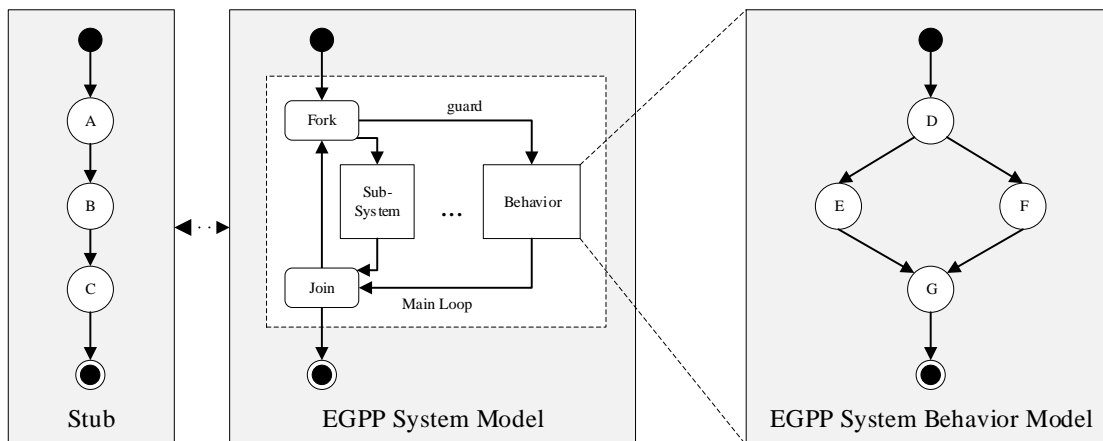 A
B
C
Stub
Fork
guard
Sub-
System
...
Behavior
Join
Main Loop
EGPP System Model
D
E
F
G
EGPP System Behavior Model